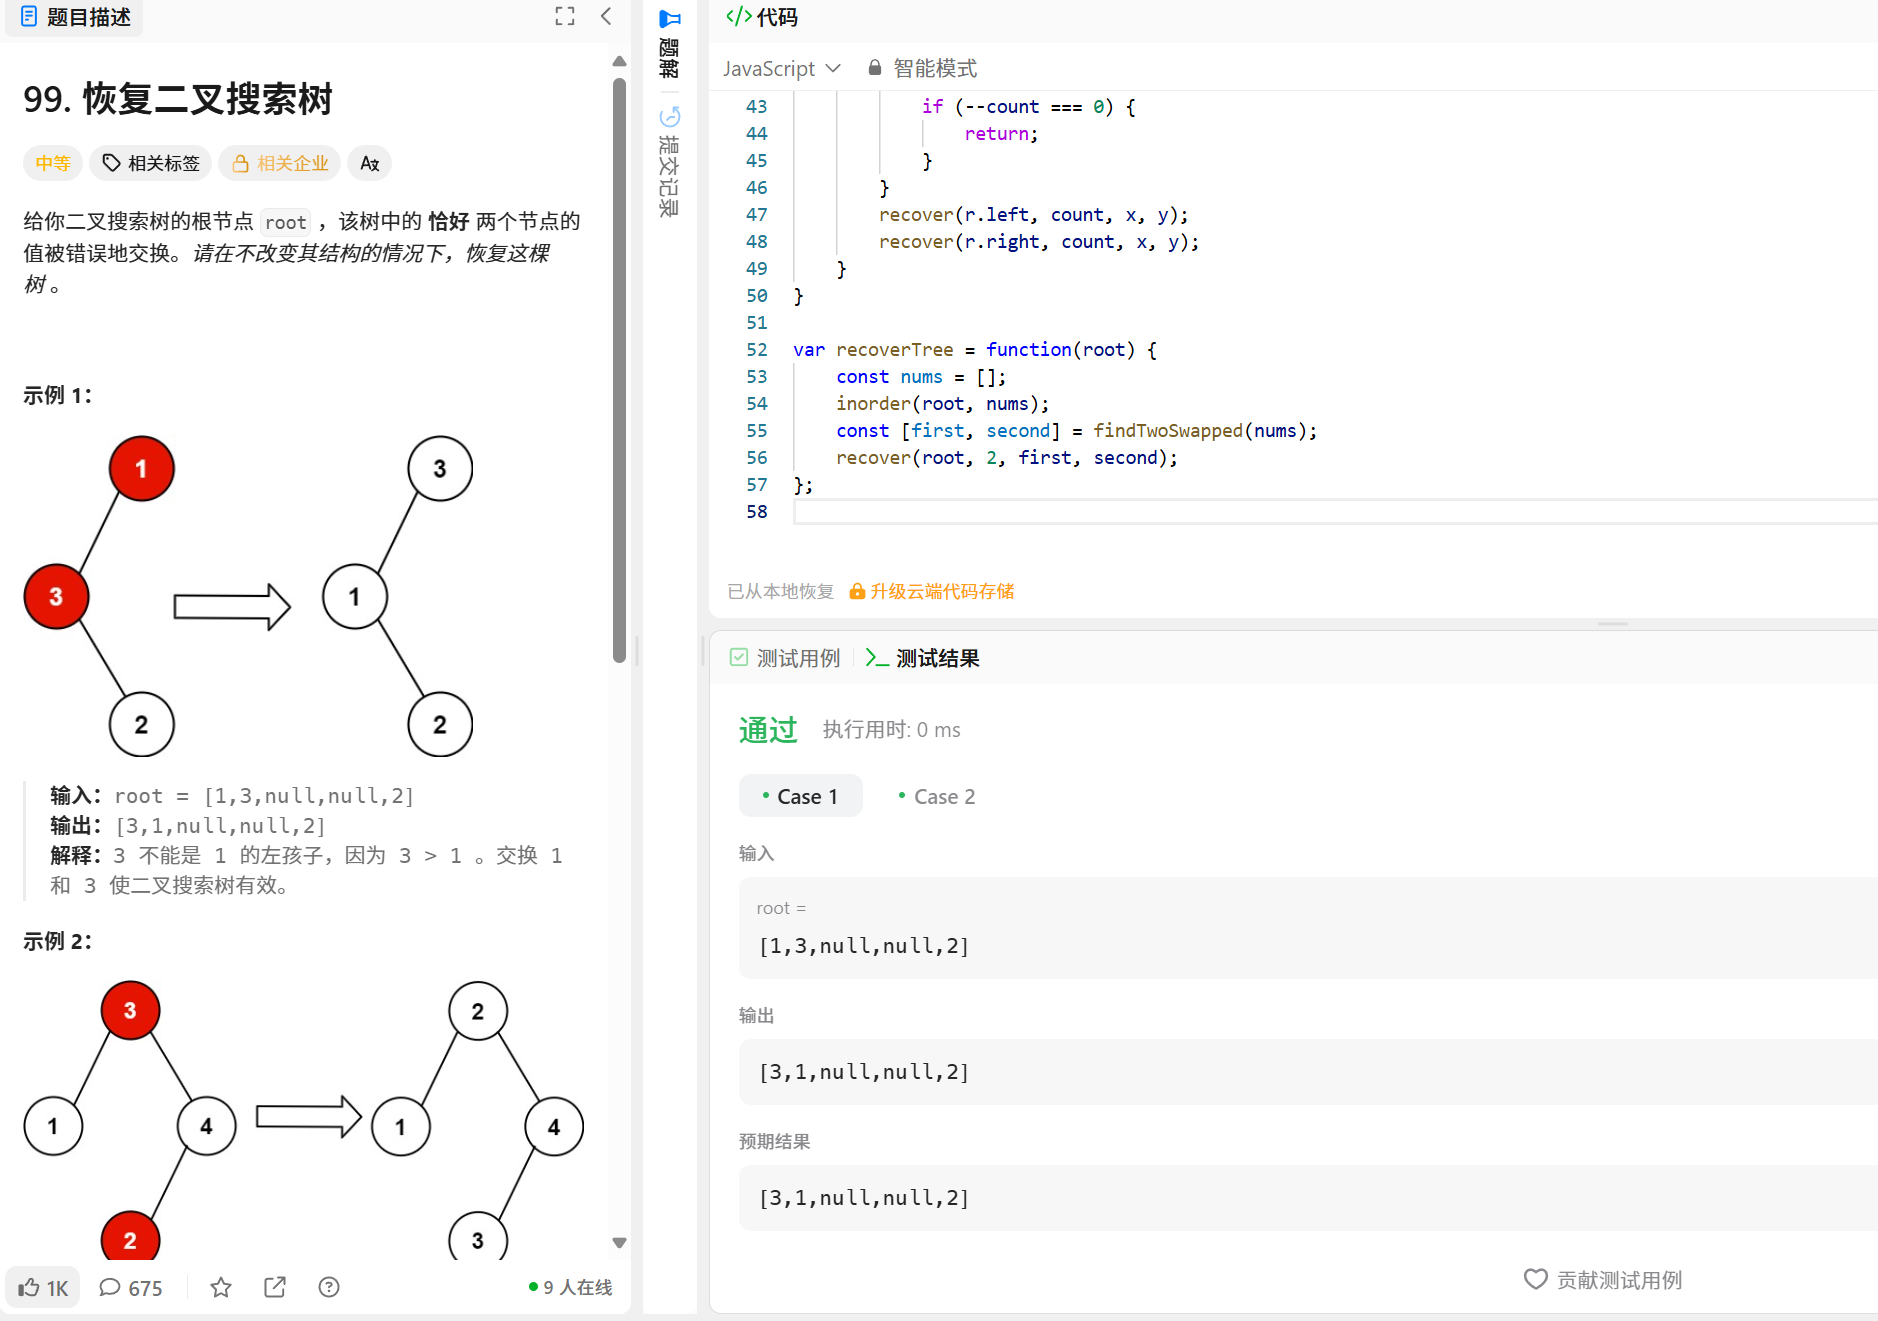 题目描述
99. 恢复二叉搜索树
中等
相关标签
相关企业
给你二叉搜索树的根节点 root ，该树中的 恰好 两个节点的
值被错误地交换。请在不改变其结构的情况下，恢复这棵
树 。
示例 1：
1
3
2
3
1
2
输入：root = [1,3,null,null,2]
输出：[3,1,null,null,2]
解释：3 不能是 1 的左孩子，因为 3 > 1 。交换 1
和 3 使二叉搜索树有效。
示例 2：
3
1
4
2
2
1
4
3
1K
675
9 人在线
题解
提交记录
</> 代码
JavaScript
智能模式
43 if (--count === 0) {
44 return;
45 }
46 }
47 recover(r.left, count, x, y);
48 recover(r.right, count, x, y);
49 }
50 }
51
52 var recoverTree = function(root) {
53 const nums = [];
54 inorder(root, nums);
55 const [first, second] = findTwoSwapped(nums);
56 recover(root, 2, first, second);
57 };
58
已从本地恢复
升级云端代码存储
测试用例
测试结果
通过
执行用时: 0 ms
• Case 1
• Case 2
输入
root =
[1,3,null,null,2]
输出
[3,1,null,null,2]
预期结果
[3,1,null,null,2]
贡献测试用例